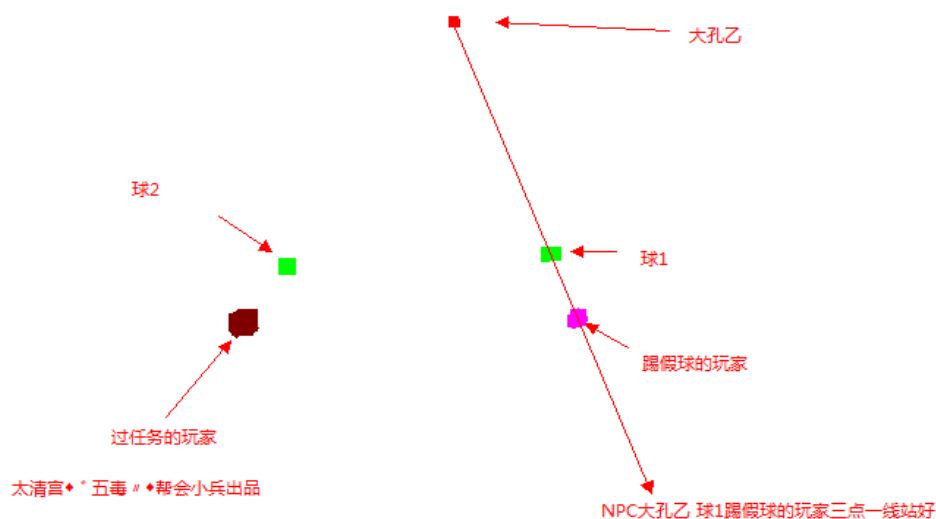 大孔乙
球2
球1
踢假球的玩家
过任务的玩家
太清宫♦゜五毒〃♦帮会小兵出品
NPC大孔乙 球1踢假球的玩家三点一线站好